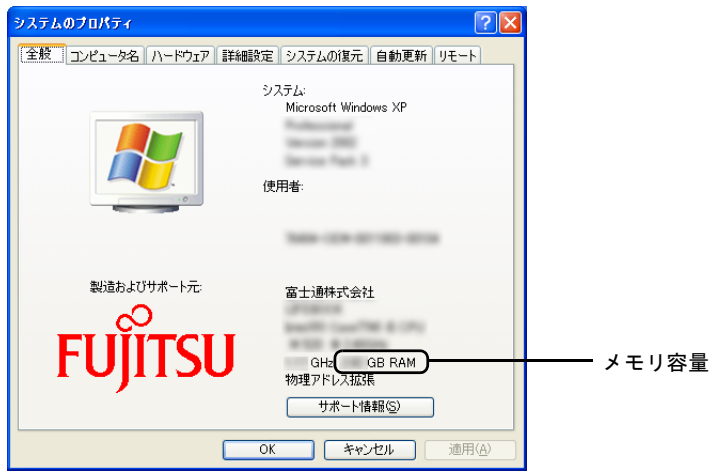 システムのプロパティ
全般 コンピュータ名 ハードウェア 詳細設定 システムの復元 自動更新 リモート
システム:
Microsoft Windows XP
使用者:
製造およびサポート元:
富士通株式会社
FUJITSU
GHz GB RAM
メモリ容量
物理アドレス拡張
サポート情報(S)
OK キャンセル 適用(A)